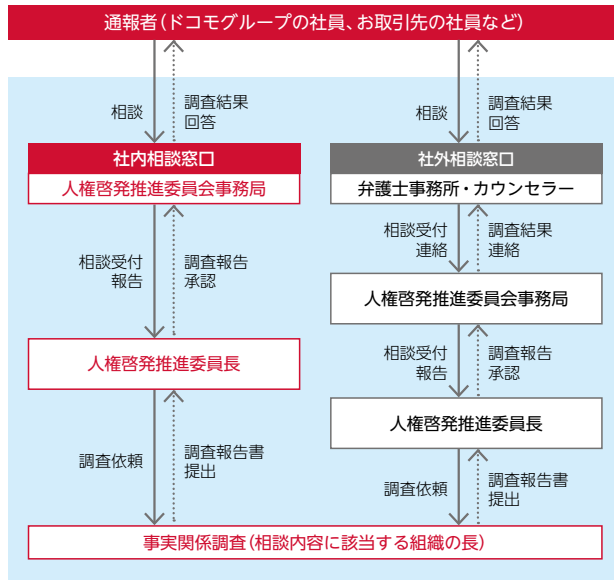 通報者（ドコモグループの社員、お取引先の社員など）
相談
調査結果
回答
社内相談窓口
人権啓発推進委員会事務局
相談受付
報告
調査報告
承認
人権啓発推進委員長
調査依頼
調査報告書
提出
相談
調査結果
回答
社外相談窓口
弁護士事務所・カウンセラー
相談受付
連絡
調査結果
連絡
人権啓発推進委員会事務局
相談受付
報告
調査報告
承認
人権啓発推進委員長
調査依頼
調査報告書
提出
事実関係調査（相談内容に該当する組織の長）